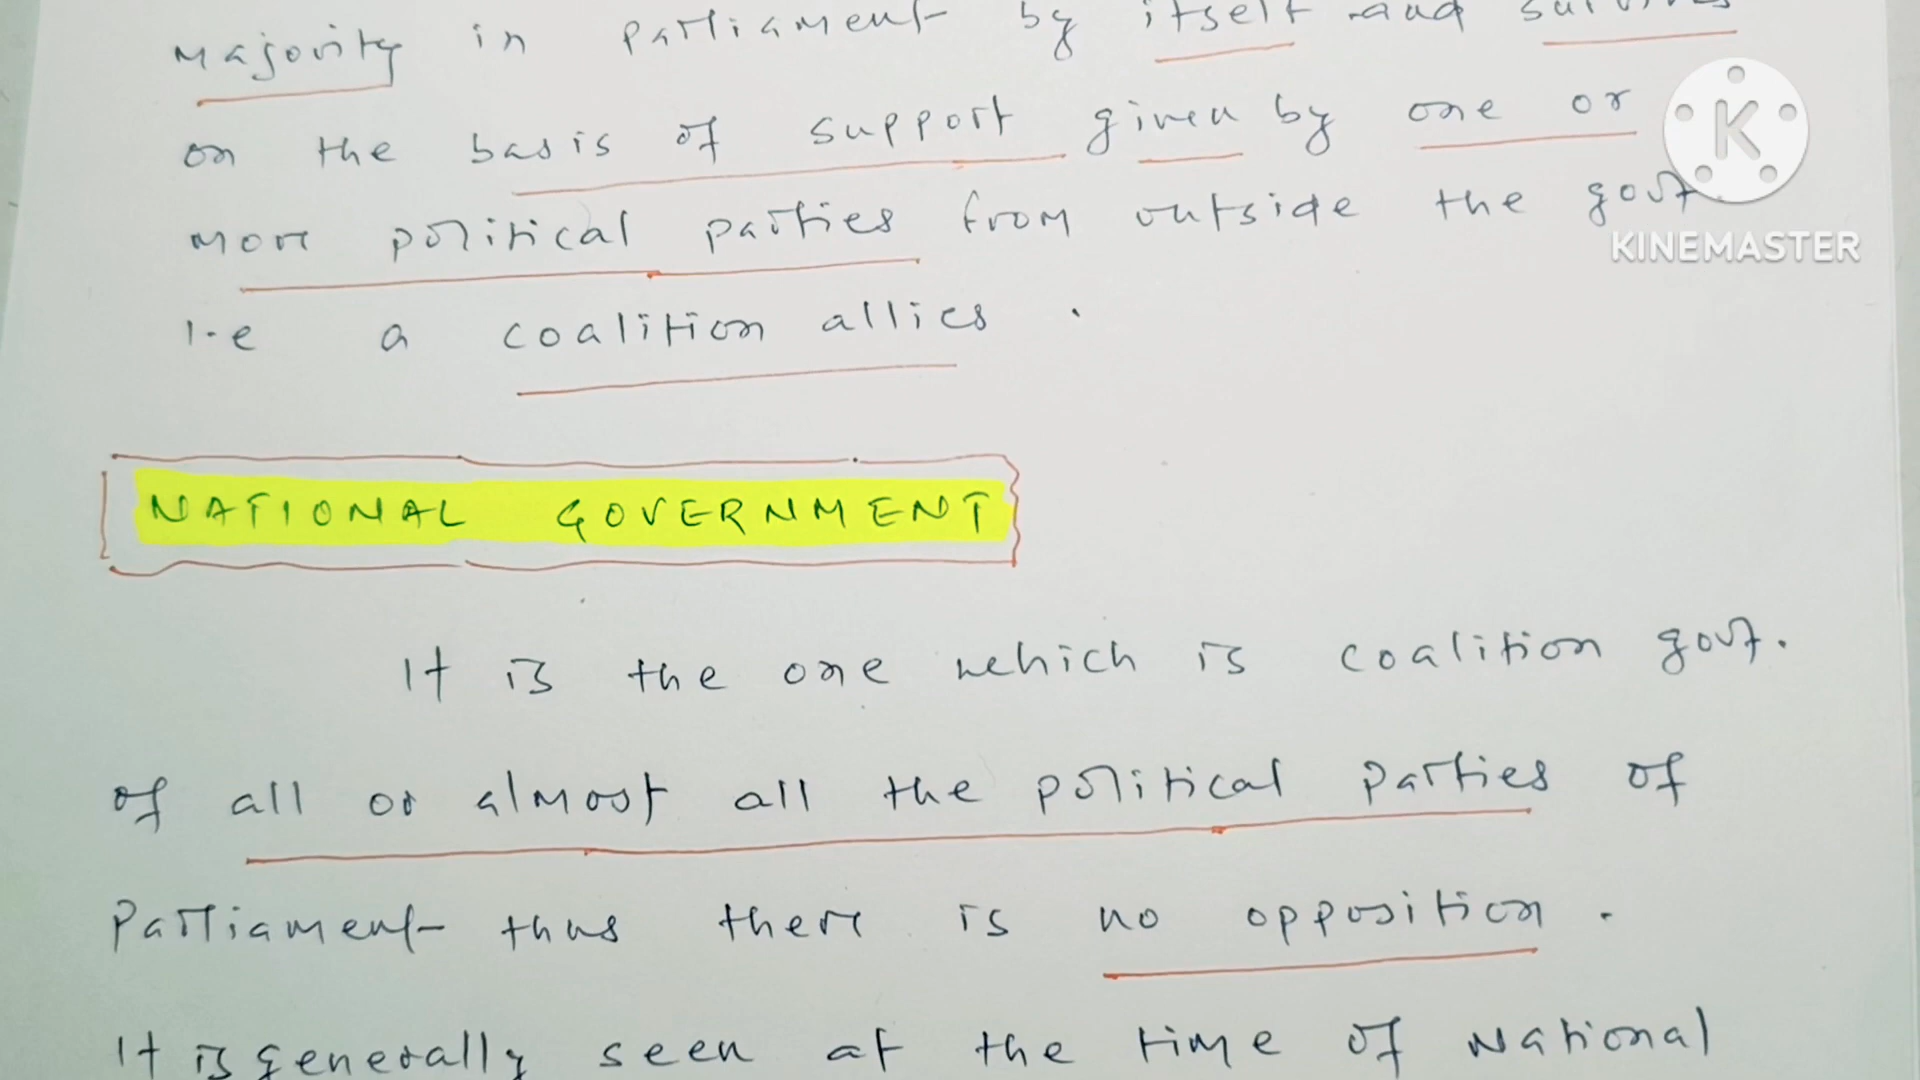 Majority in parliament by itself and survives
on the basis of support given by one or
more political parties from outside the govt.
i.e a coalition allies .
K
KINEMASTER
NATIONAL GOVERNMENT
It is the one which is coalition govt.
of all or almost all the political parties of
Parliament thus there is no opposition .
It is generally seen at the time of National